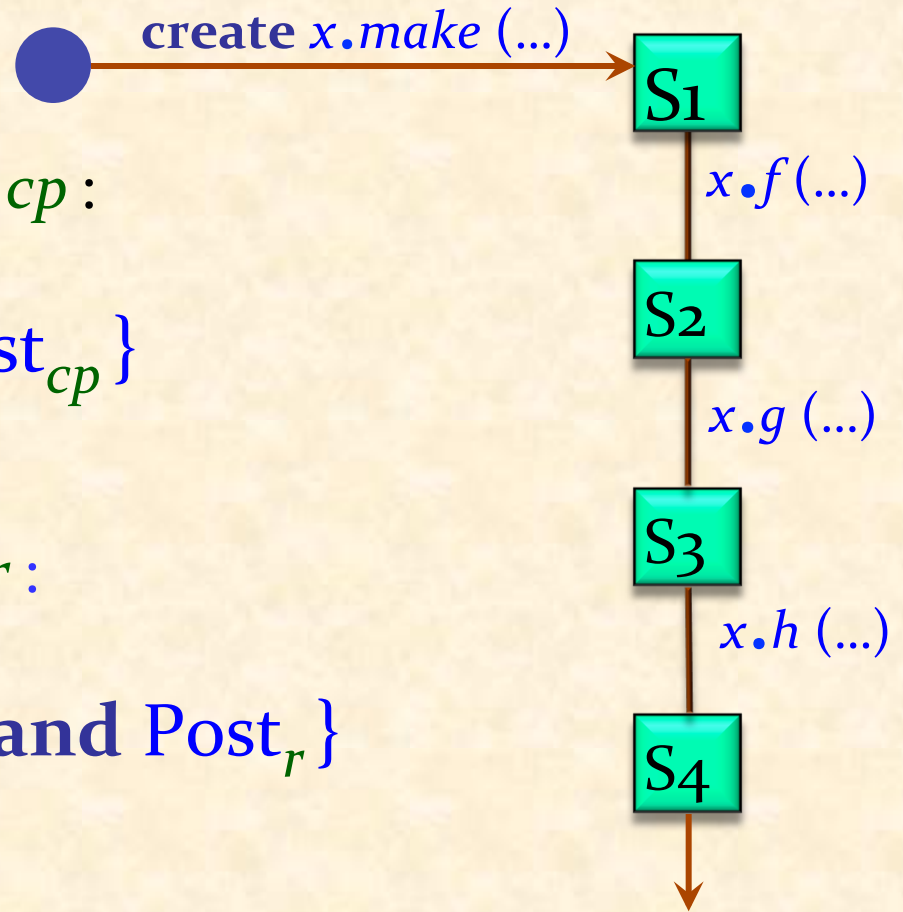 create x.make (...)
S1
cp :
x.f (...)
S2
st_cp }
x.g (...)
S3
r :
x.h (...)
and Post_r }
S4